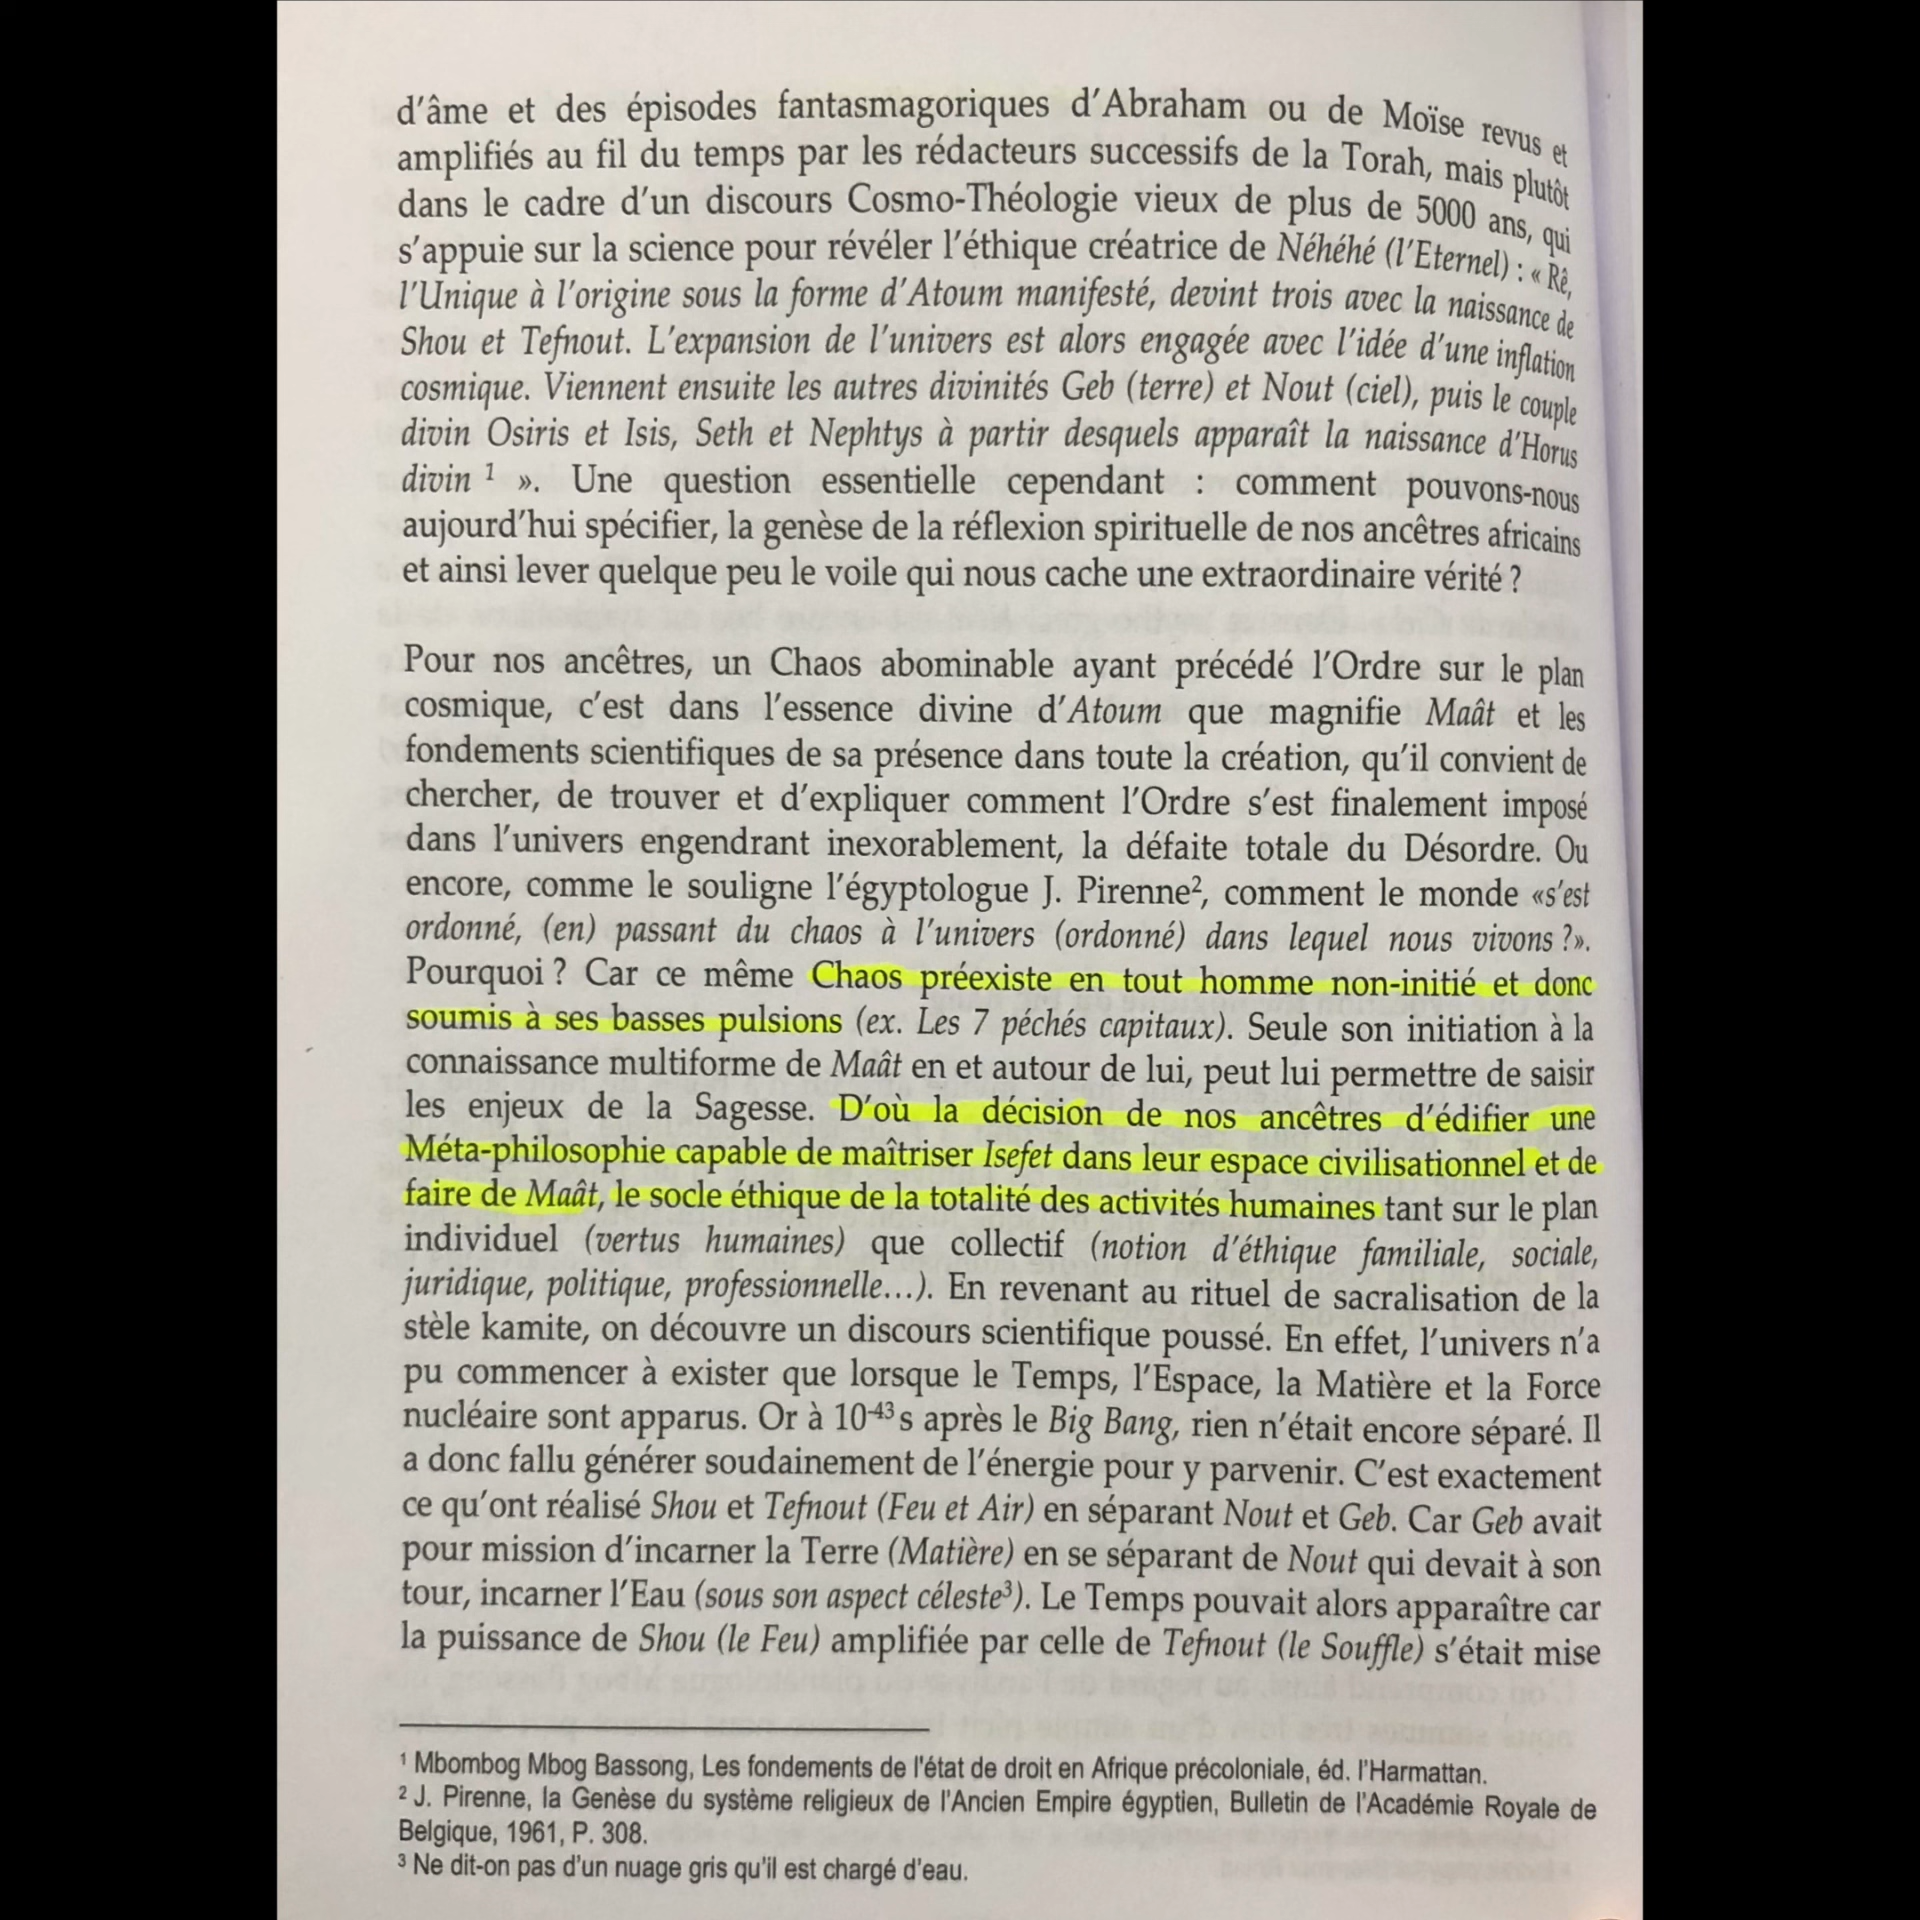 d'âme et des épisodes fantasmagoriques d'Abraham ou de Moïse revus et
amplifiés au fil du temps par les rédacteurs successifs de la Torah, mais plutôt
dans le cadre d'un discours Cosmo-Théologie vieux de plus de 5000 ans, qui
s'appuie sur la science pour révéler l'éthique créatrice de Néhéhé (l'Eternel) : « Rê,
l'Unique à l'origine sous la forme d'Atoum manifesté, devint trois avec la naissance de
Shou et Tefnout. L'expansion de l'univers est alors engagée avec l'idée d'une inflation
cosmique. Viennent ensuite les autres divinités Geb (terre) et Nout (ciel), puis le couple
divin Osiris et Isis, Seth et Nephtys à partir desquels apparaît la naissance d'Horus
divin ¹ ». Une question essentielle cependant : comment pouvons-nous
aujourd'hui spécifier, la genèse de la réflexion spirituelle de nos ancêtres africains
et ainsi lever quelque peu le voile qui nous cache une extraordinaire vérité ?
Pour nos ancêtres, un Chaos abominable ayant précédé l'Ordre sur le plan
cosmique, c'est dans l'essence divine d'Atoum que magnifie Maât et les
fondements scientifiques de sa présence dans toute la création, qu'il convient de
chercher, de trouver et d'expliquer comment l'Ordre s'est finalement imposé
dans l'univers engendrant inexorablement, la défaite totale du Désordre. Ou
encore, comme le souligne l'égyptologue J. Pirenne², comment le monde «s'est
ordonné, (en) passant du chaos à l'univers (ordonné) dans lequel nous vivons ?».
Pourquoi ? Car ce même Chaos préexiste en tout homme non-initié et donc
soumis à ses basses pulsions (ex. Les 7 péchés capitaux). Seule son initiation à la
connaissance multiforme de Maât en et autour de lui, peut lui permettre de saisir
les enjeux de la Sagesse. D'où la décision de nos ancêtres d'édifier une
Méta-philosophie capable de maîtriser Isefet dans leur espace civilisationnel et de
faire de Maât, le socle éthique de la totalité des activités humaines tant sur le plan
individuel (vertus humaines) que collectif (notion d'éthique familiale, sociale,
juridique, politique, professionnelle...). En revenant au rituel de sacralisation de la
stèle kamite, on découvre un discours scientifique poussé. En effet, l'univers n'a
pu commencer à exister que lorsque le Temps, l'Espace, la Matière et la Force
nucléaire sont apparus. Or à 10⁻⁴³ s après le Big Bang, rien n'était encore séparé. Il
a donc fallu générer soudainement de l'énergie pour y parvenir. C'est exactement
ce qu'ont réalisé Shou et Tefnout (Feu et Air) en séparant Nout et Geb. Car Geb avait
pour mission d'incarner la Terre (Matière) en se séparant de Nout qui devait à son
tour, incarner l'Eau (sous son aspect céleste³). Le Temps pouvait alors apparaître car
la puissance de Shou (le Feu) amplifiée par celle de Tefnout (le Souffle) s'était mise
¹ Mbombog Mbog Bassong, Les fondements de l'état de droit en Afrique précoloniale, éd. l'Harmattan.
² J. Pirenne, la Genèse du système religieux de l'Ancien Empire égyptien, Bulletin de l'Académie Royale de
Belgique, 1961, P. 308.
³ Ne dit-on pas d'un nuage gris qu'il est chargé d'eau.